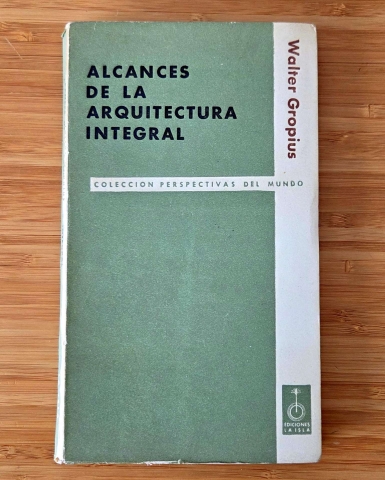 ALCANCES
DE LA
ARQUITECTURA
INTEGRAL
Walter Gropius
COLECCION PERSPECTIVAS DEL MUNDO
EDICIONES
LA ISLA